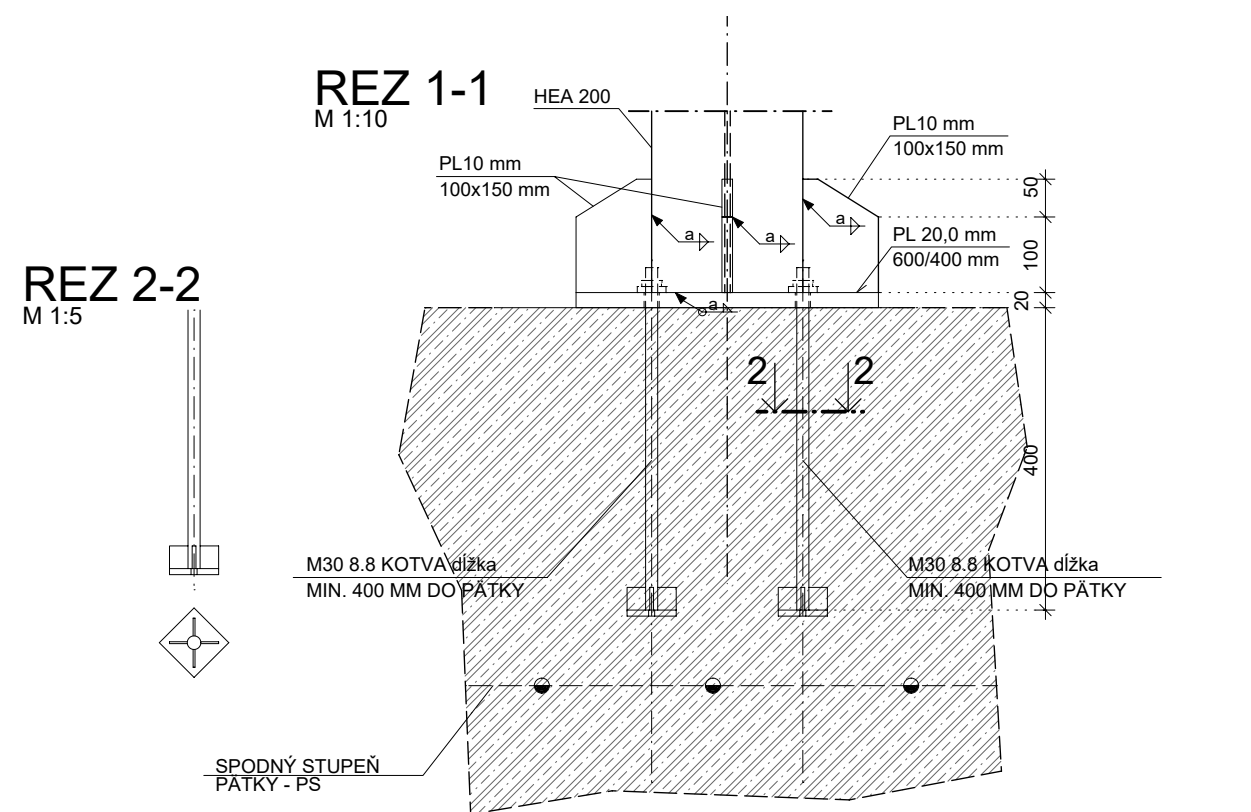 REZ 1-1
M 1:10
HEA 200
PL10 mm
100x150 mm
PL10 mm
100x150 mm
PL 20,0 mm
600/400 mm
50
100
20
400
a
a
a
a
2
2
REZ 2-2
M 1:5
M30 8.8 KOTVA dĺžka
MIN. 400 MM DO PÄTKY
M30 8.8 KOTVA dĺžka
MIN. 400 MM DO PÄTKY
SPODNÝ STUPEŇ
PÄTKY - PS